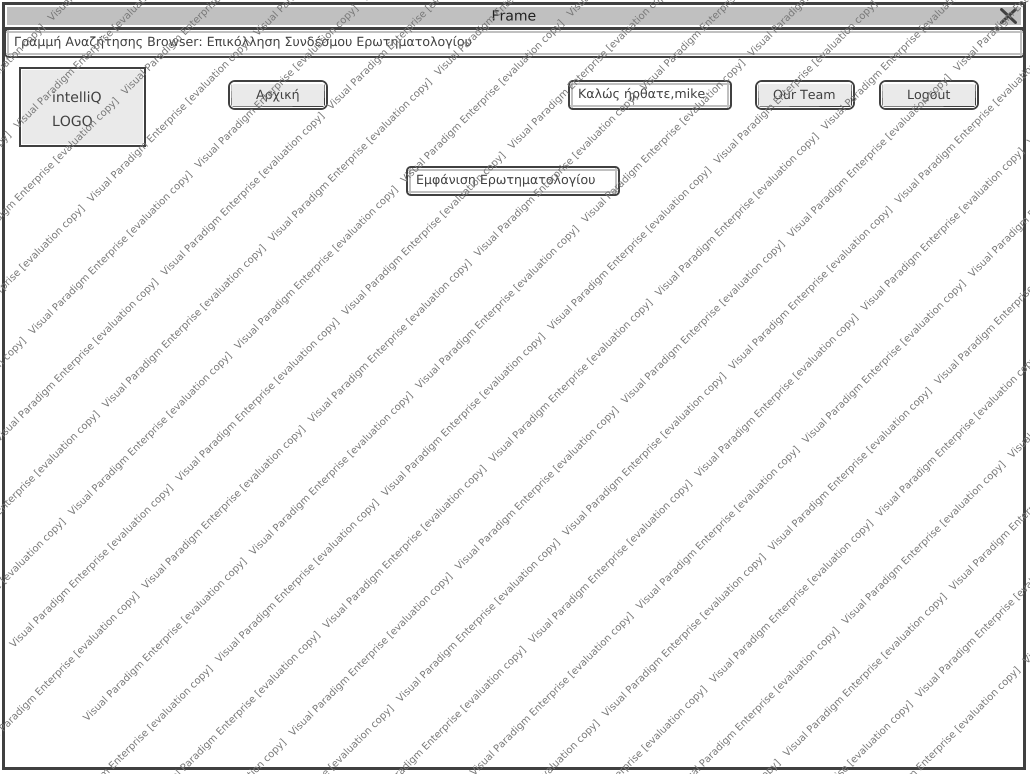 Frame
Γραμμή Αναζήτησης Browser: Επικόλληση Συνδέσμου Ερωτηματολογίου
intelliQ
LOGO
Αρχική
Καλώς ήρθατε,mike
Our Team
Logout
Εμφάνιση Ερωτηματολογίου
Visual Paradigm Enterprise [evaluation copy]